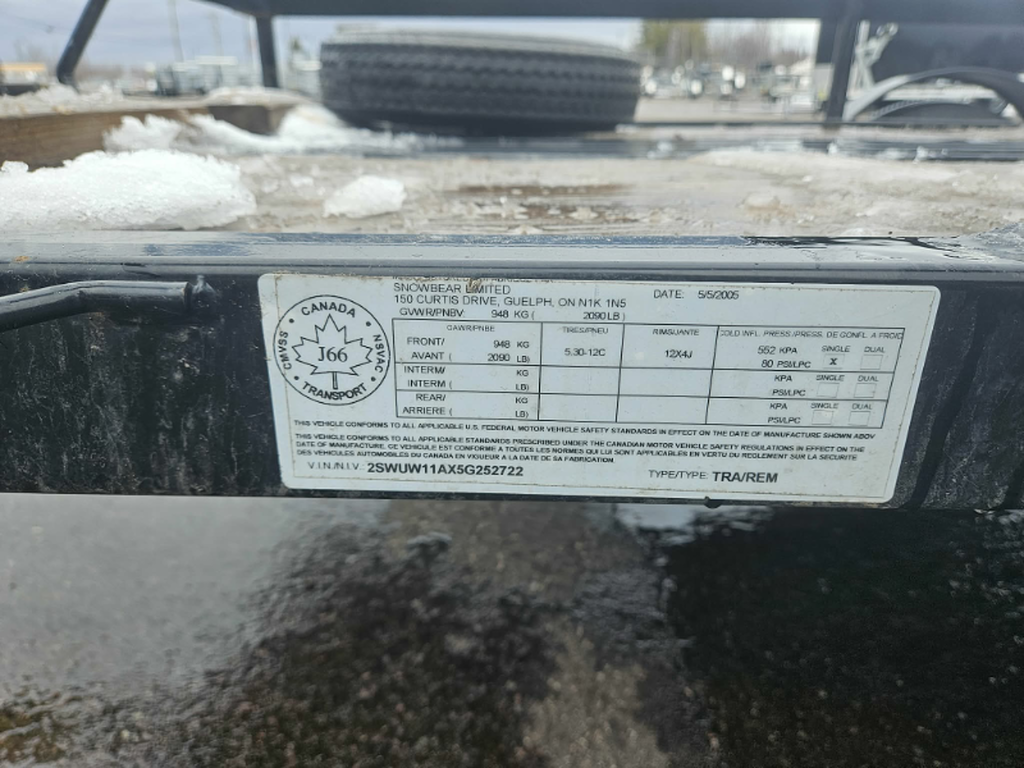 SNOWBEAR LIMITED
150 CURTIS DRIVE, GUELPH, ON N1K 1N5 DATE: 5/5/2005
GVWR/PNBV: 948 KG ( 2090 LB )
CANADA
CMVSS J66 NSVAC
TRANSPORT
GAWR/PNBE TIRES/PNEU RIMS/JANTE COLD INFL. PRESS./PRESS. DE GONFL. A FROID
FRONT/ 948 KG 5.30-12C 12X4J 552 KPA SINGLE DUAL
AVANT ( 2090 LB) 80 PSI/LPC X
INTERM/ KG KPA SINGLE DUAL
INTERM ( LB) PSI/LPC
REAR/ KG KPA SINGLE DUAL
ARRIERE ( LB) PSI/LPC
THIS VEHICLE CONFORMS TO ALL APPLICABLE U.S. FEDERAL MOTOR VEHICLE SAFETY STANDARDS IN EFFECT ON THE DATE OF MANUFACTURE SHOWN ABOV
THIS VEHICLE CONFORMS TO ALL APPLICABLE STANDARDS PRESCRIBED UNDER THE CANADIAN MOTOR VEHICLE SAFETY REGULATIONS IN EFFECT ON THE
DATE OF MANUFACTURE. CE VEHICULE EST CONFORME A TOUTES LES NORMES QUI LUI SONT APPLICABLES EN VERTU DU REGLEMENT SUR LA SECURITE
DES VEHICULES AUTOMOBILES DU CANADA EN VIGUEUR A LA DATE DE SA FABRICATION.
V.I.N./N.I.V.: 2SWUW11AX5G252722 TYPE/TYPE: TRA/REM